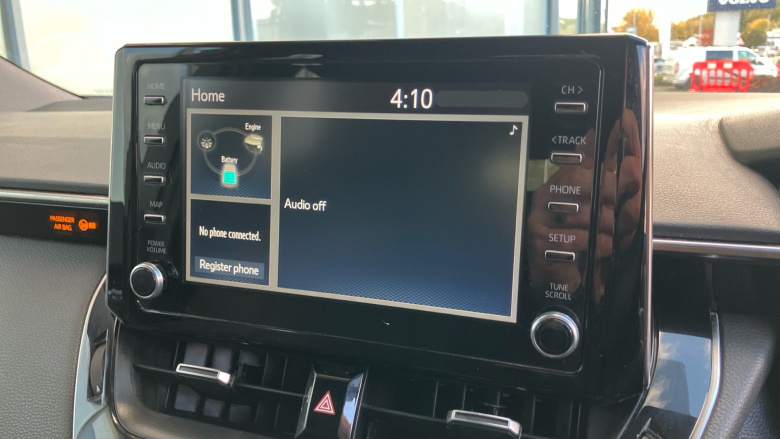 HOME
MENU
AUDIO
MAP
POWER
VOLUME
PASSENGER
AIR BAG
Home
4:10
Engine
Battery
No phone connected.
Register phone
Audio off
CH >
< TRACK
PHONE
SETUP
TUNE
SCROLL
VOLVO